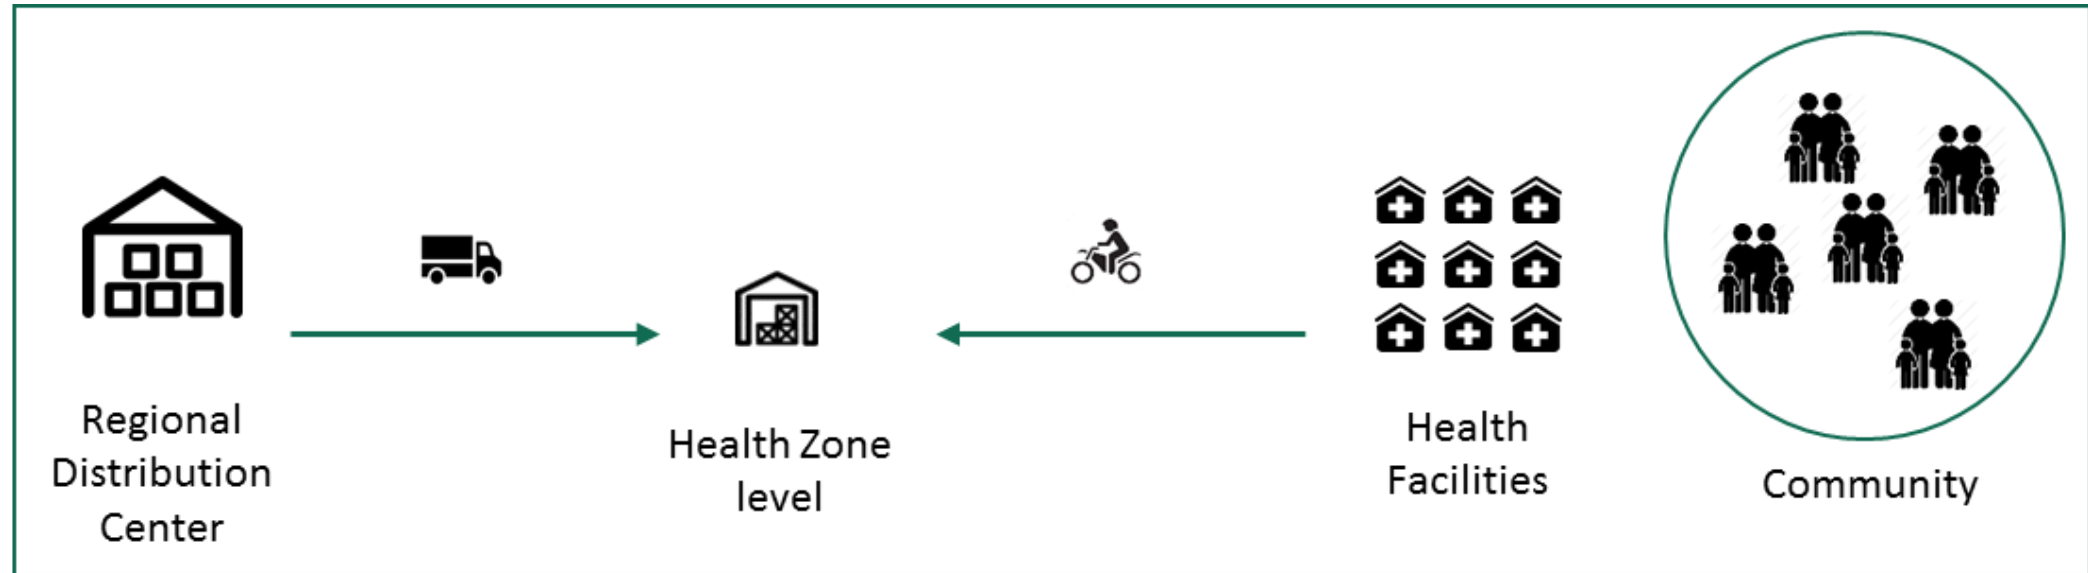 Regional
Distribution
Center
Health Zone
level
Health
Facilities
Community